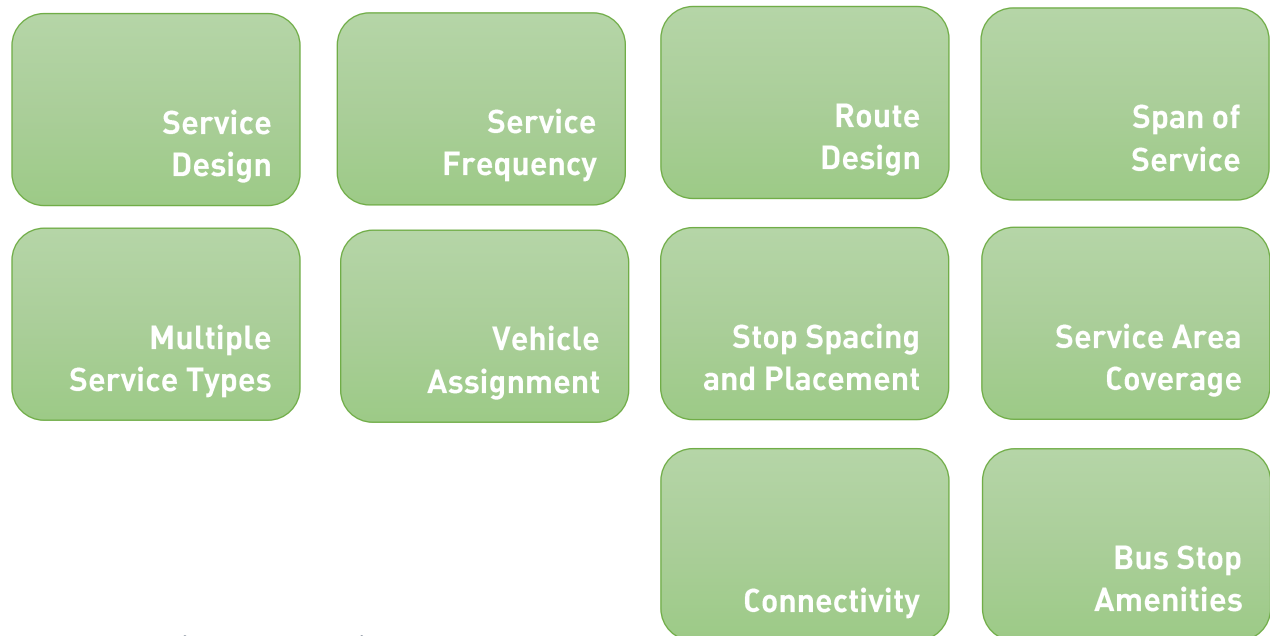 Service
Design
Service
Frequency
Route
Design
Span of
Service
Multiple
Service Types
Vehicle
Assignment
Stop Spacing
and Placement
Service Area
Coverage
Connectivity
Bus Stop
Amenities